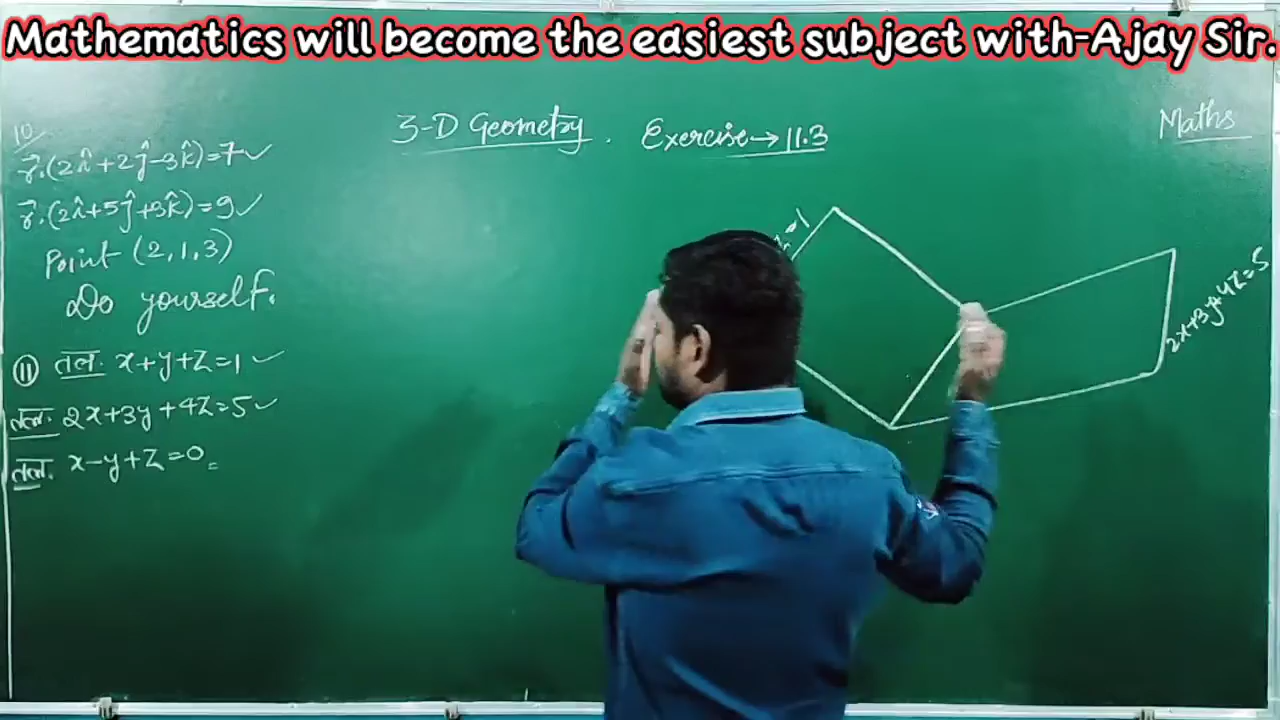 Mathematics will become the easiest subject with-Ajay Sir.
3-D Geometry. Exercise→11.3
Maths
10
r⃗.(2î+2ĵ-3k̂)=7✓
r⃗.(2î+5ĵ+3k̂)=9✓
Point (2,1,3)
Do yourself.
⑪ तल. x+y+z=1 ✓
तल. 2x+3y+4z=5✓
तल. x-y+z=0
z=1
2x+3y+4z=5